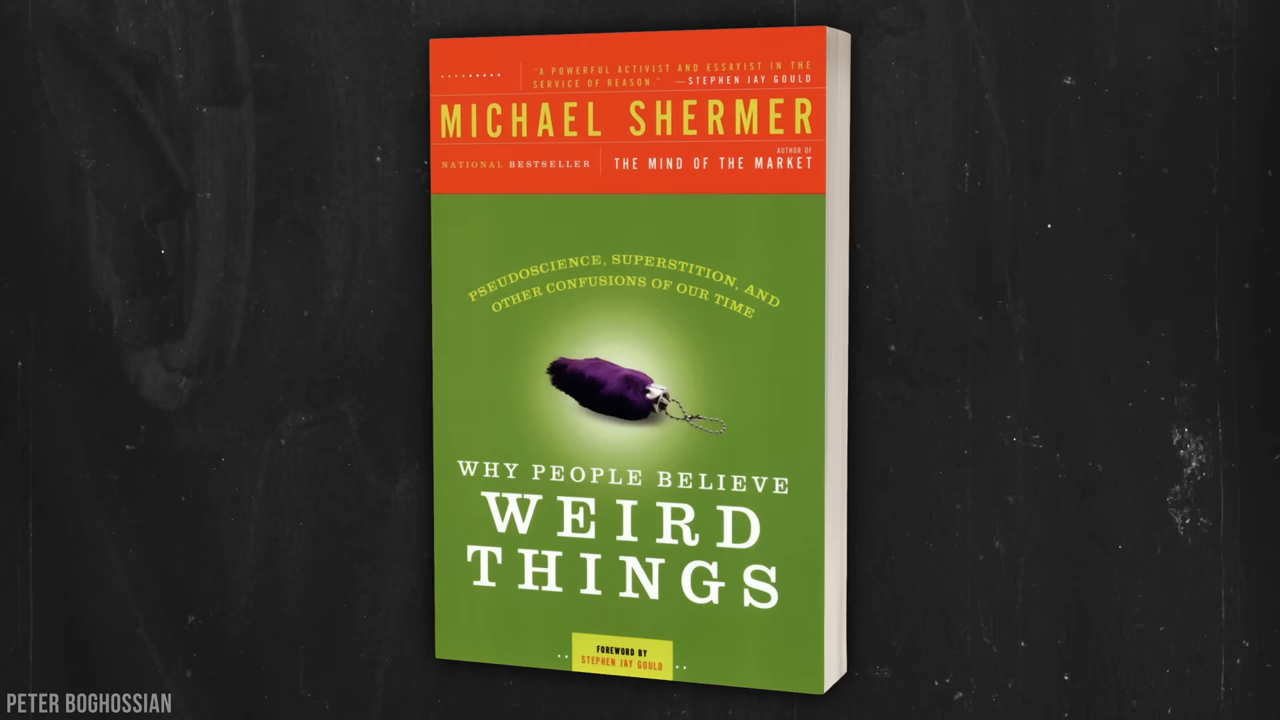 "A POWERFUL ACTIVIST AND ESSAYIST IN THE
SERVICE OF REASON." —STEPHEN JAY GOULD
MICHAEL SHERMER
NATIONAL BESTSELLER
AUTHOR OF
THE MIND OF THE MARKET
PSEUDOSCIENCE, SUPERSTITION, AND
OTHER CONFUSIONS OF OUR TIME
WHY PEOPLE BELIEVE
WEIRD
THINGS
FOREWORD BY
STEPHEN JAY GOULD
PETER BOGHOSSIAN